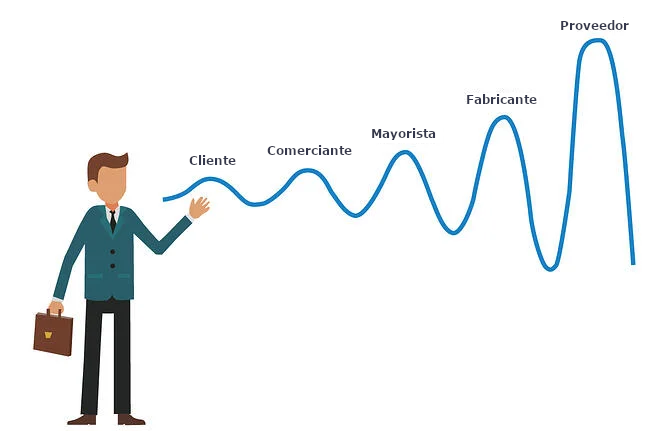 Cliente
Comerciante
Mayorista
Fabricante
Proveedor